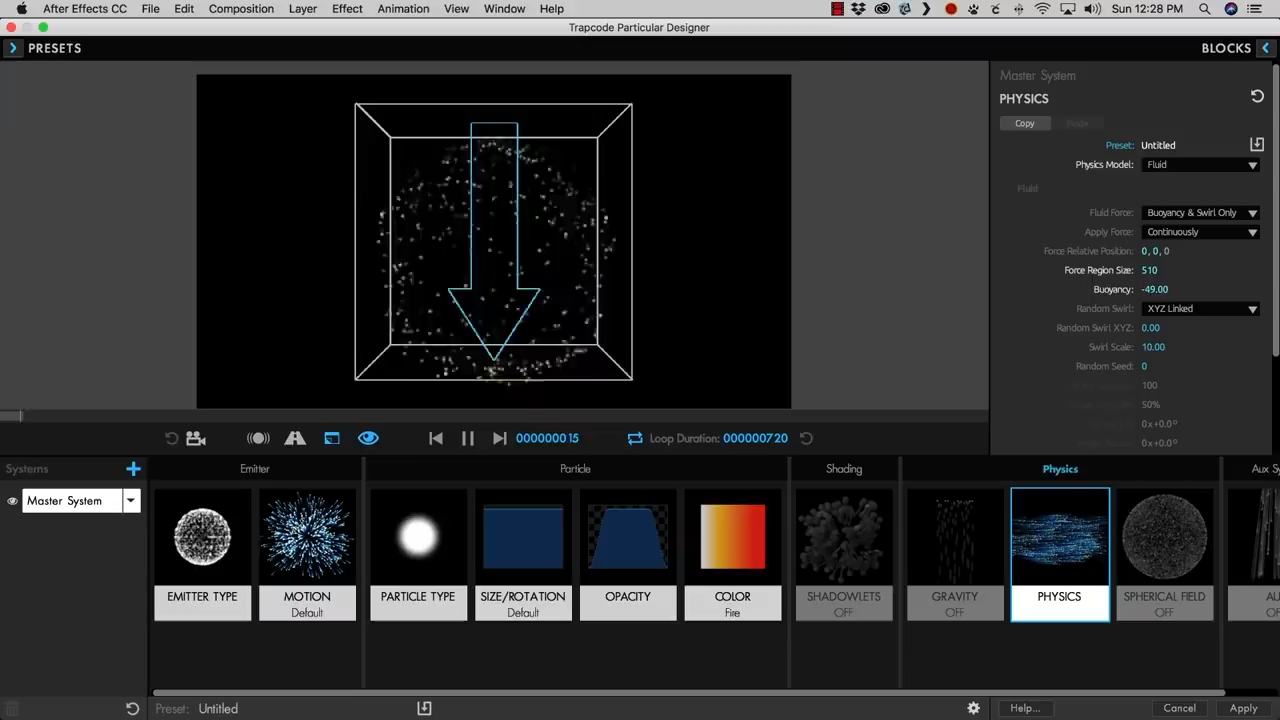 After Effects CC File Edit Composition Layer Effect Animation View Window Help Sun 12:28 PM
Trapcode Particular Designer
PRESETS BLOCKS
Master System
PHYSICS
Copy
Preset: Untitled
Physics Model: Fluid
Fluid
Fluid Force: Buoyancy & Swirl Only
Apply Force: Continuously
Force Relative Position: 0, 0, 0
Force Region Size: 510
Buoyancy: -49.00
Random Swirl: XYZ Linked
Random Swirl XYZ: 0.00
Swirl Scale: 10.00
Random Seed: 0
100
50%
0x+0.0°
0x+0.0°
000000015 Loop Duration: 000000720
Systems Emitter Particle Shading Physics Aux Sy
Master System
EMITTER TYPE MOTION PARTICLE TYPE SIZE/ROTATION OPACITY COLOR SHADOWLETS GRAVITY PHYSICS SPHERICAL FIELD AU
Default Default Fire OFF OFF OFF
Preset: Untitled Help... Cancel Apply